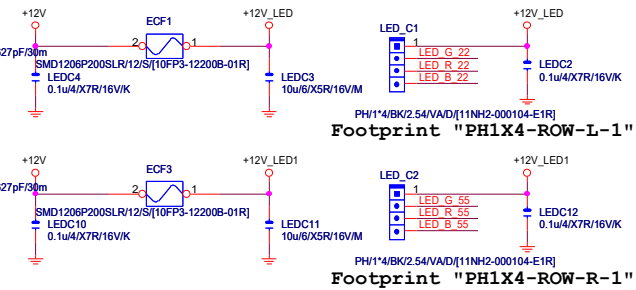 +12V
ECF1
+12V_LED
2
1
327pF/30m
SMD1206P200SLR/12/S/[10FP3-12200B-01R]
LEDC4
0.1u/4/X7R/16V/K
LEDC3
10u/6/X5R/16V/M
LED_C1
+12V_LED
1
LED_G_22
LED_R_22
LED_B_22
LEDC2
0.1u/4/X7R/16V/K
PH/1*4/BK/2.54/VA/D/[11NH2-000104-E1R]
Footprint "PH1X4-ROW-L-1"
+12V
ECF3
+12V_LED1
2
1
327pF/30m
SMD1206P200SLR/12/S/[10FP3-12200B-01R]
LEDC10
0.1u/4/X7R/16V/K
LEDC11
10u/6/X5R/16V/M
LED_C2
+12V_LED1
1
LED_G_55
LED_R_55
LED_B_55
LEDC12
0.1u/4/X7R/16V/K
PH/1*4/BK/2.54/VA/D/[11NH2-000104-E1R]
Footprint "PH1X4-ROW-R-1"